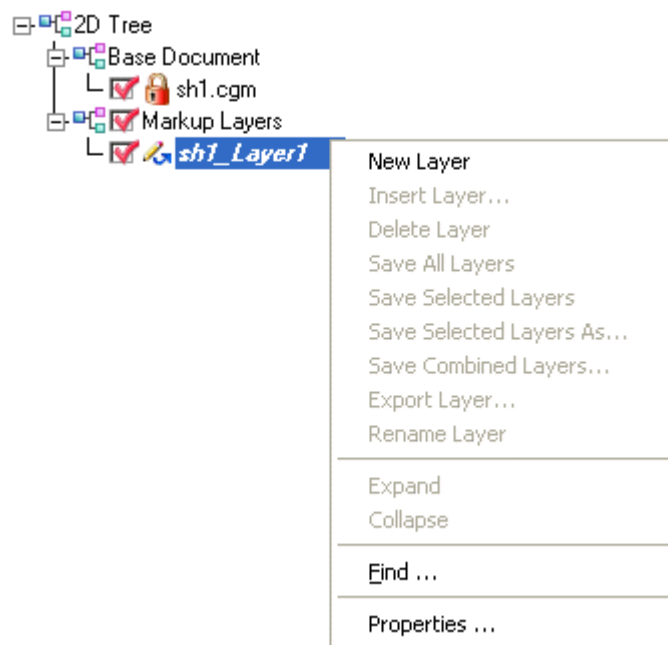 2D Tree
Base Document
sh1.cgm
Markup Layers
sh1_Layer1
New Layer
Insert Layer...
Delete Layer
Save All Layers
Save Selected Layers
Save Selected Layers As...
Save Combined Layers...
Export Layer...
Rename Layer
Expand
Collapse
Find ...
Properties ...